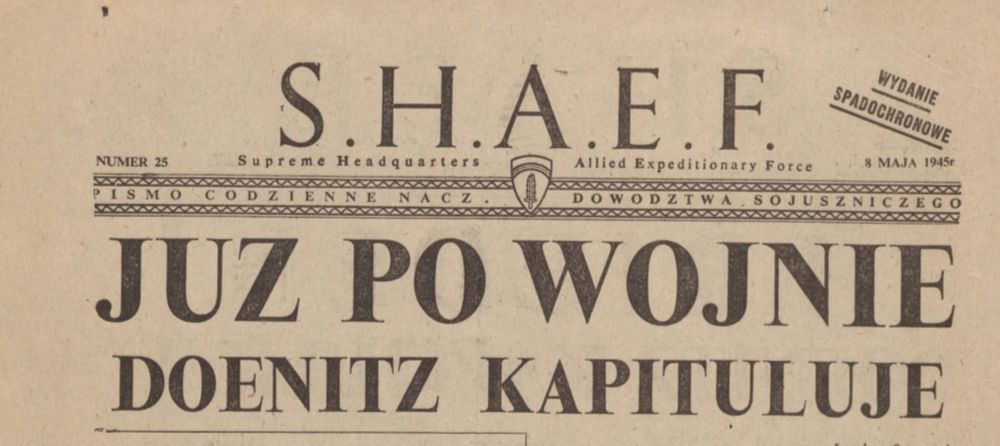 S.H.A.E.F.
WYDANIE
SPADOCHRONOWE
NUMER 25 Supreme Headquarters Allied Expeditionary Force 8 MAJA 1945r
PISMO CODZIENNE NACZ. DOWODZTWA SOJUSZNICZEGO
JUZ PO WOJNIE
DOENITZ KAPITULUJE